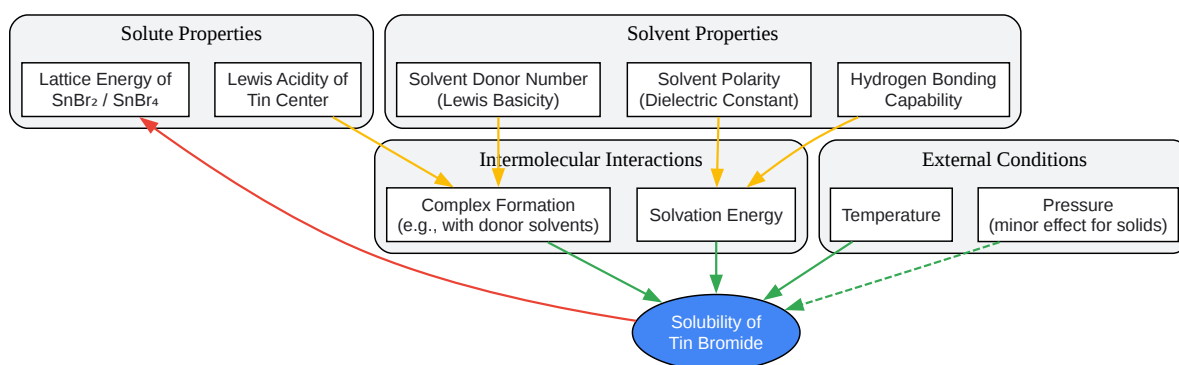 Solute Properties
Lattice Energy of
SnBr₂ / SnBr₄
Lewis Acidity of
Tin Center
Solvent Properties
Solvent Donor Number
(Lewis Basicity)
Solvent Polarity
(Dielectric Constant)
Hydrogen Bonding
Capability
Intermolecular Interactions
Complex Formation
(e.g., with donor solvents)
Solvation Energy
External Conditions
Temperature
Pressure
(minor effect for solids)
Solubility of
Tin Bromide